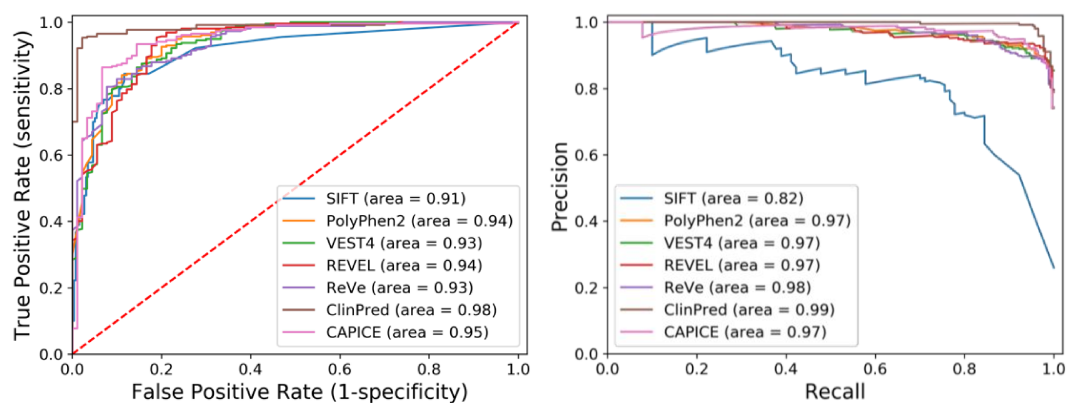 True Positive Rate (sensitivity)
1.0
0.8
0.6
0.4
0.2
0.0
SIFT (area = 0.91)
PolyPhen2 (area = 0.94)
VEST4 (area = 0.93)
REVEL (area = 0.94)
ReVe (area = 0.93)
ClinPred (area = 0.98)
CAPICE (area = 0.95)
0.0 0.2 0.4 0.6 0.8 1.0
False Positive Rate (1-specificity)
Precision
1.0
0.8
0.6
0.4
0.2
0.0
SIFT (area = 0.82)
PolyPhen2 (area = 0.97)
VEST4 (area = 0.97)
REVEL (area = 0.97)
ReVe (area = 0.98)
ClinPred (area = 0.99)
CAPICE (area = 0.97)
0.0 0.2 0.4 0.6 0.8 1.0
Recall